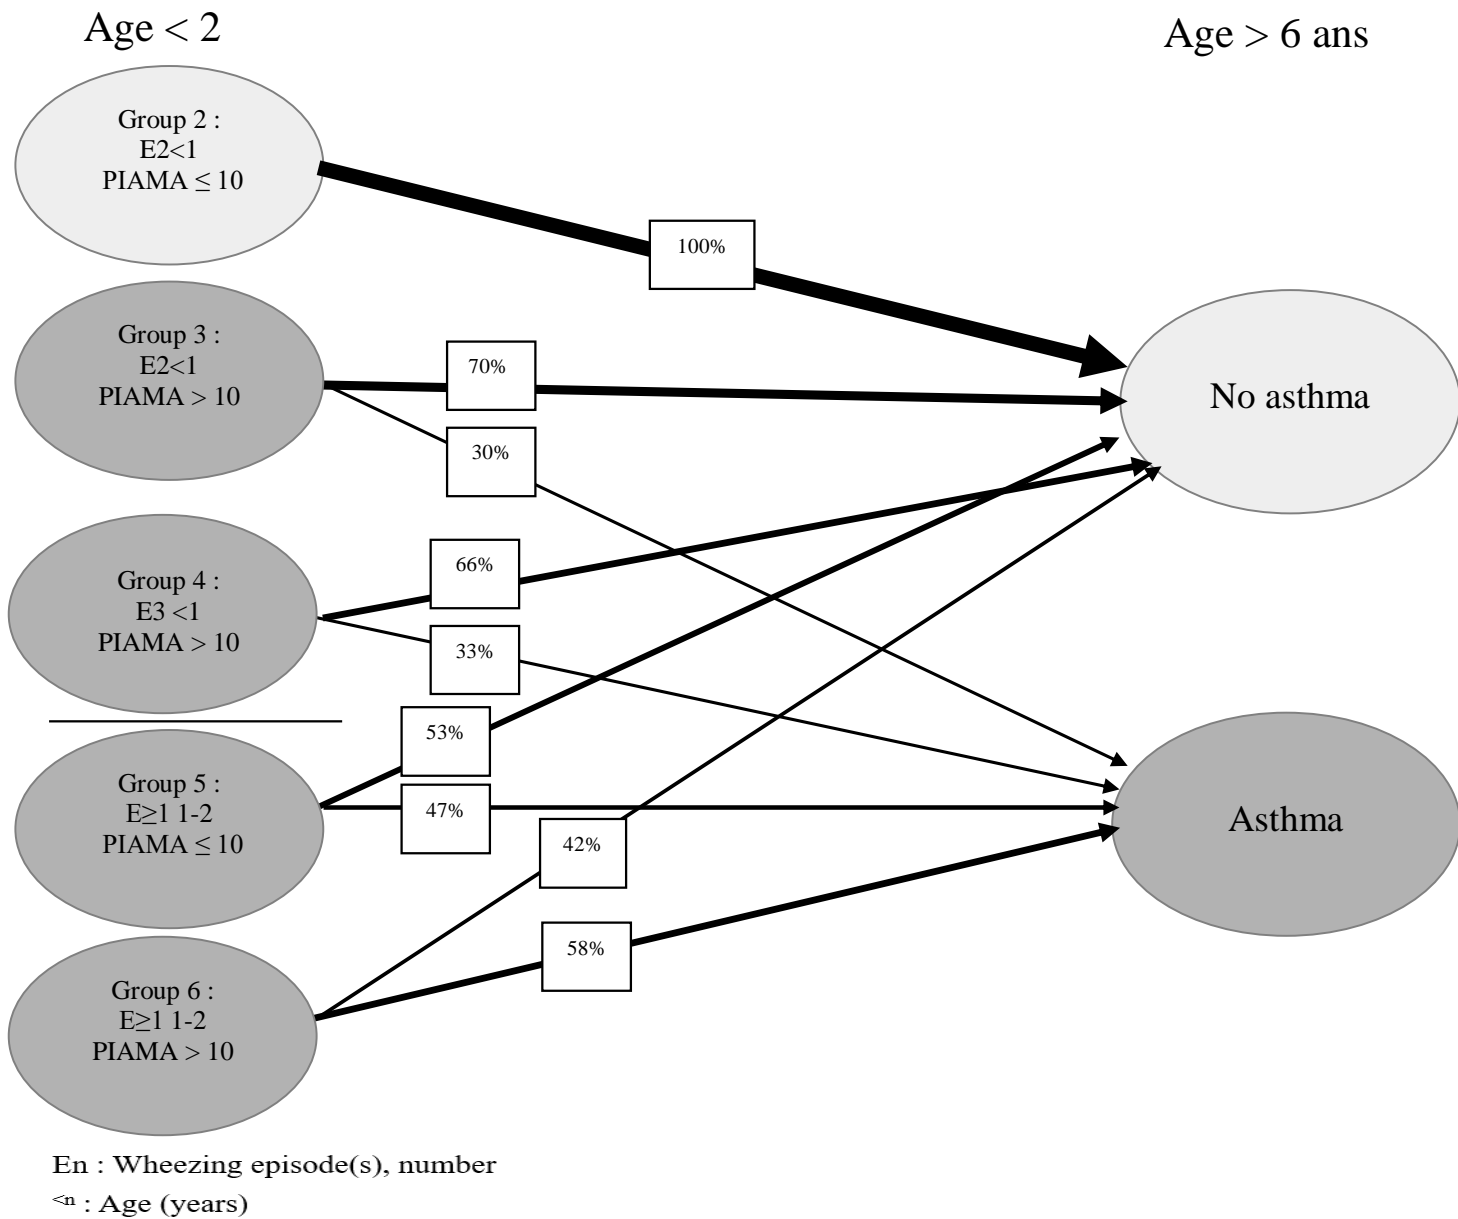 Age < 2
Age > 6 ans
Group 2 :
E2<1
PIAMA ≤ 10
100%
Group 3 :
E2<1
PIAMA > 10
70%
30%
No asthma
Group 4 :
E3 <1
PIAMA > 10
66%
33%
Group 5 :
E≥1 1-2
PIAMA ≤ 10
53%
47%
Asthma
Group 6 :
E≥1 1-2
PIAMA > 10
42%
58%
En : Wheezing episode(s), number
<n : Age (years)